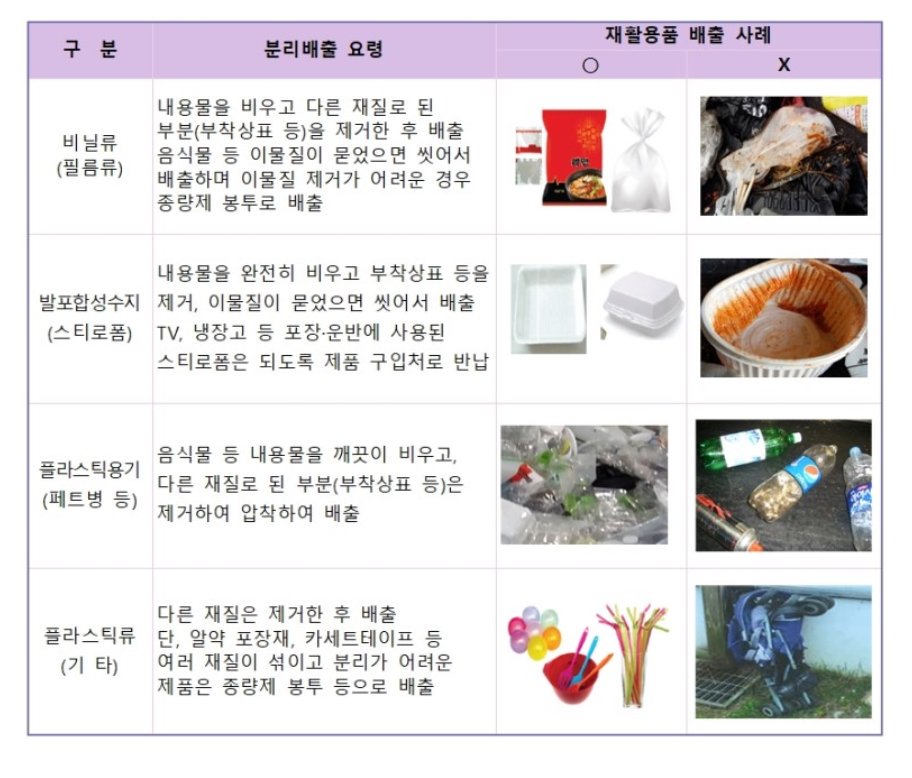 구 분
분리배출 요령
재활용품 배출 사례
○
X
비닐류
(필름류)
내용물을 비우고 다른 재질로 된
부분(부착상표 등)을 제거한 후 배출
음식물 등 이물질이 묻었으면 씻어서
배출하며 이물질 제거가 어려운 경우
종량제 봉투로 배출
라면
발포합성수지
(스티로폼)
내용물을 완전히 비우고 부착상표 등을
제거, 이물질이 묻었으면 씻어서 배출
TV, 냉장고 등 포장·운반에 사용된
스티로폼은 되도록 제품 구입처로 반납
플라스틱용기
(페트병 등)
음식물 등 내용물을 깨끗이 비우고,
다른 재질로 된 부분(부착상표 등)은
제거하여 압착하여 배출
플라스틱류
(기 타)
다른 재질은 제거한 후 배출
단, 알약 포장재, 카세트테이프 등
여러 재질이 섞이고 분리가 어려운
제품은 종량제 봉투 등으로 배출